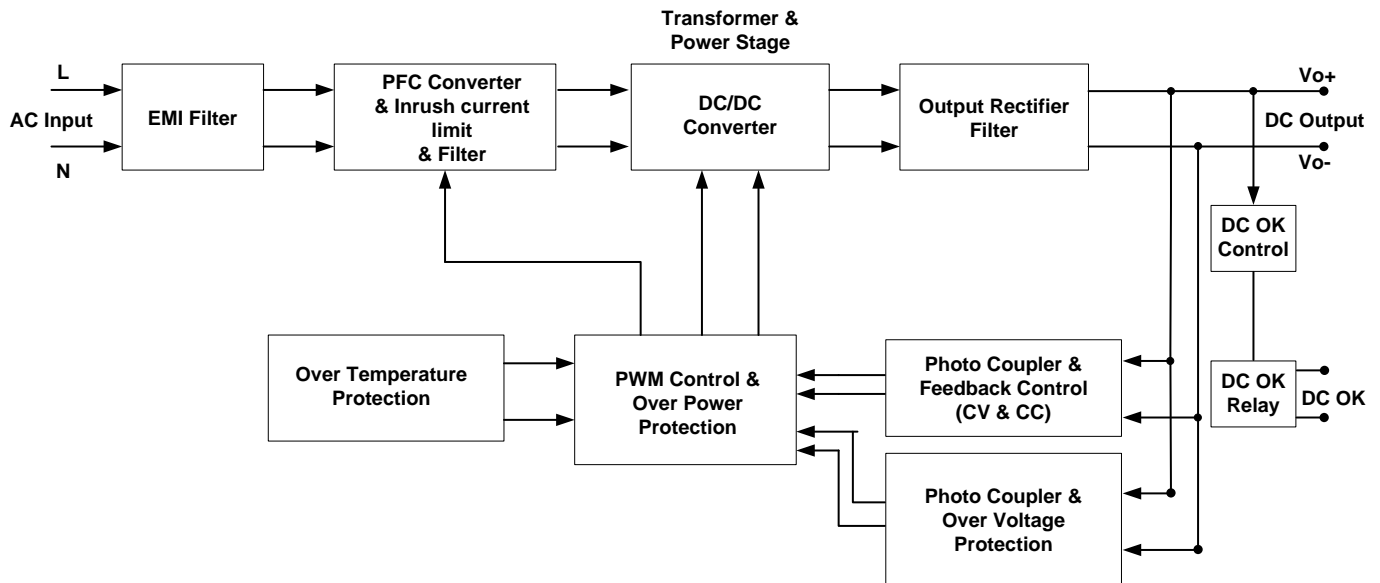 Transformer &
Power Stage
L
AC Input
N
EMI Filter
PFC Converter
& Inrush current
limit
& Filter
DC/DC
Converter
Output Rectifier
Filter
Vo+
DC Output
Vo-
DC OK
Control
Over Temperature
Protection
PWM Control &
Over Power
Protection
Photo Coupler &
Feedback Control
(CV & CC)
DC OK
Relay
DC OK
Photo Coupler &
Over Voltage
Protection